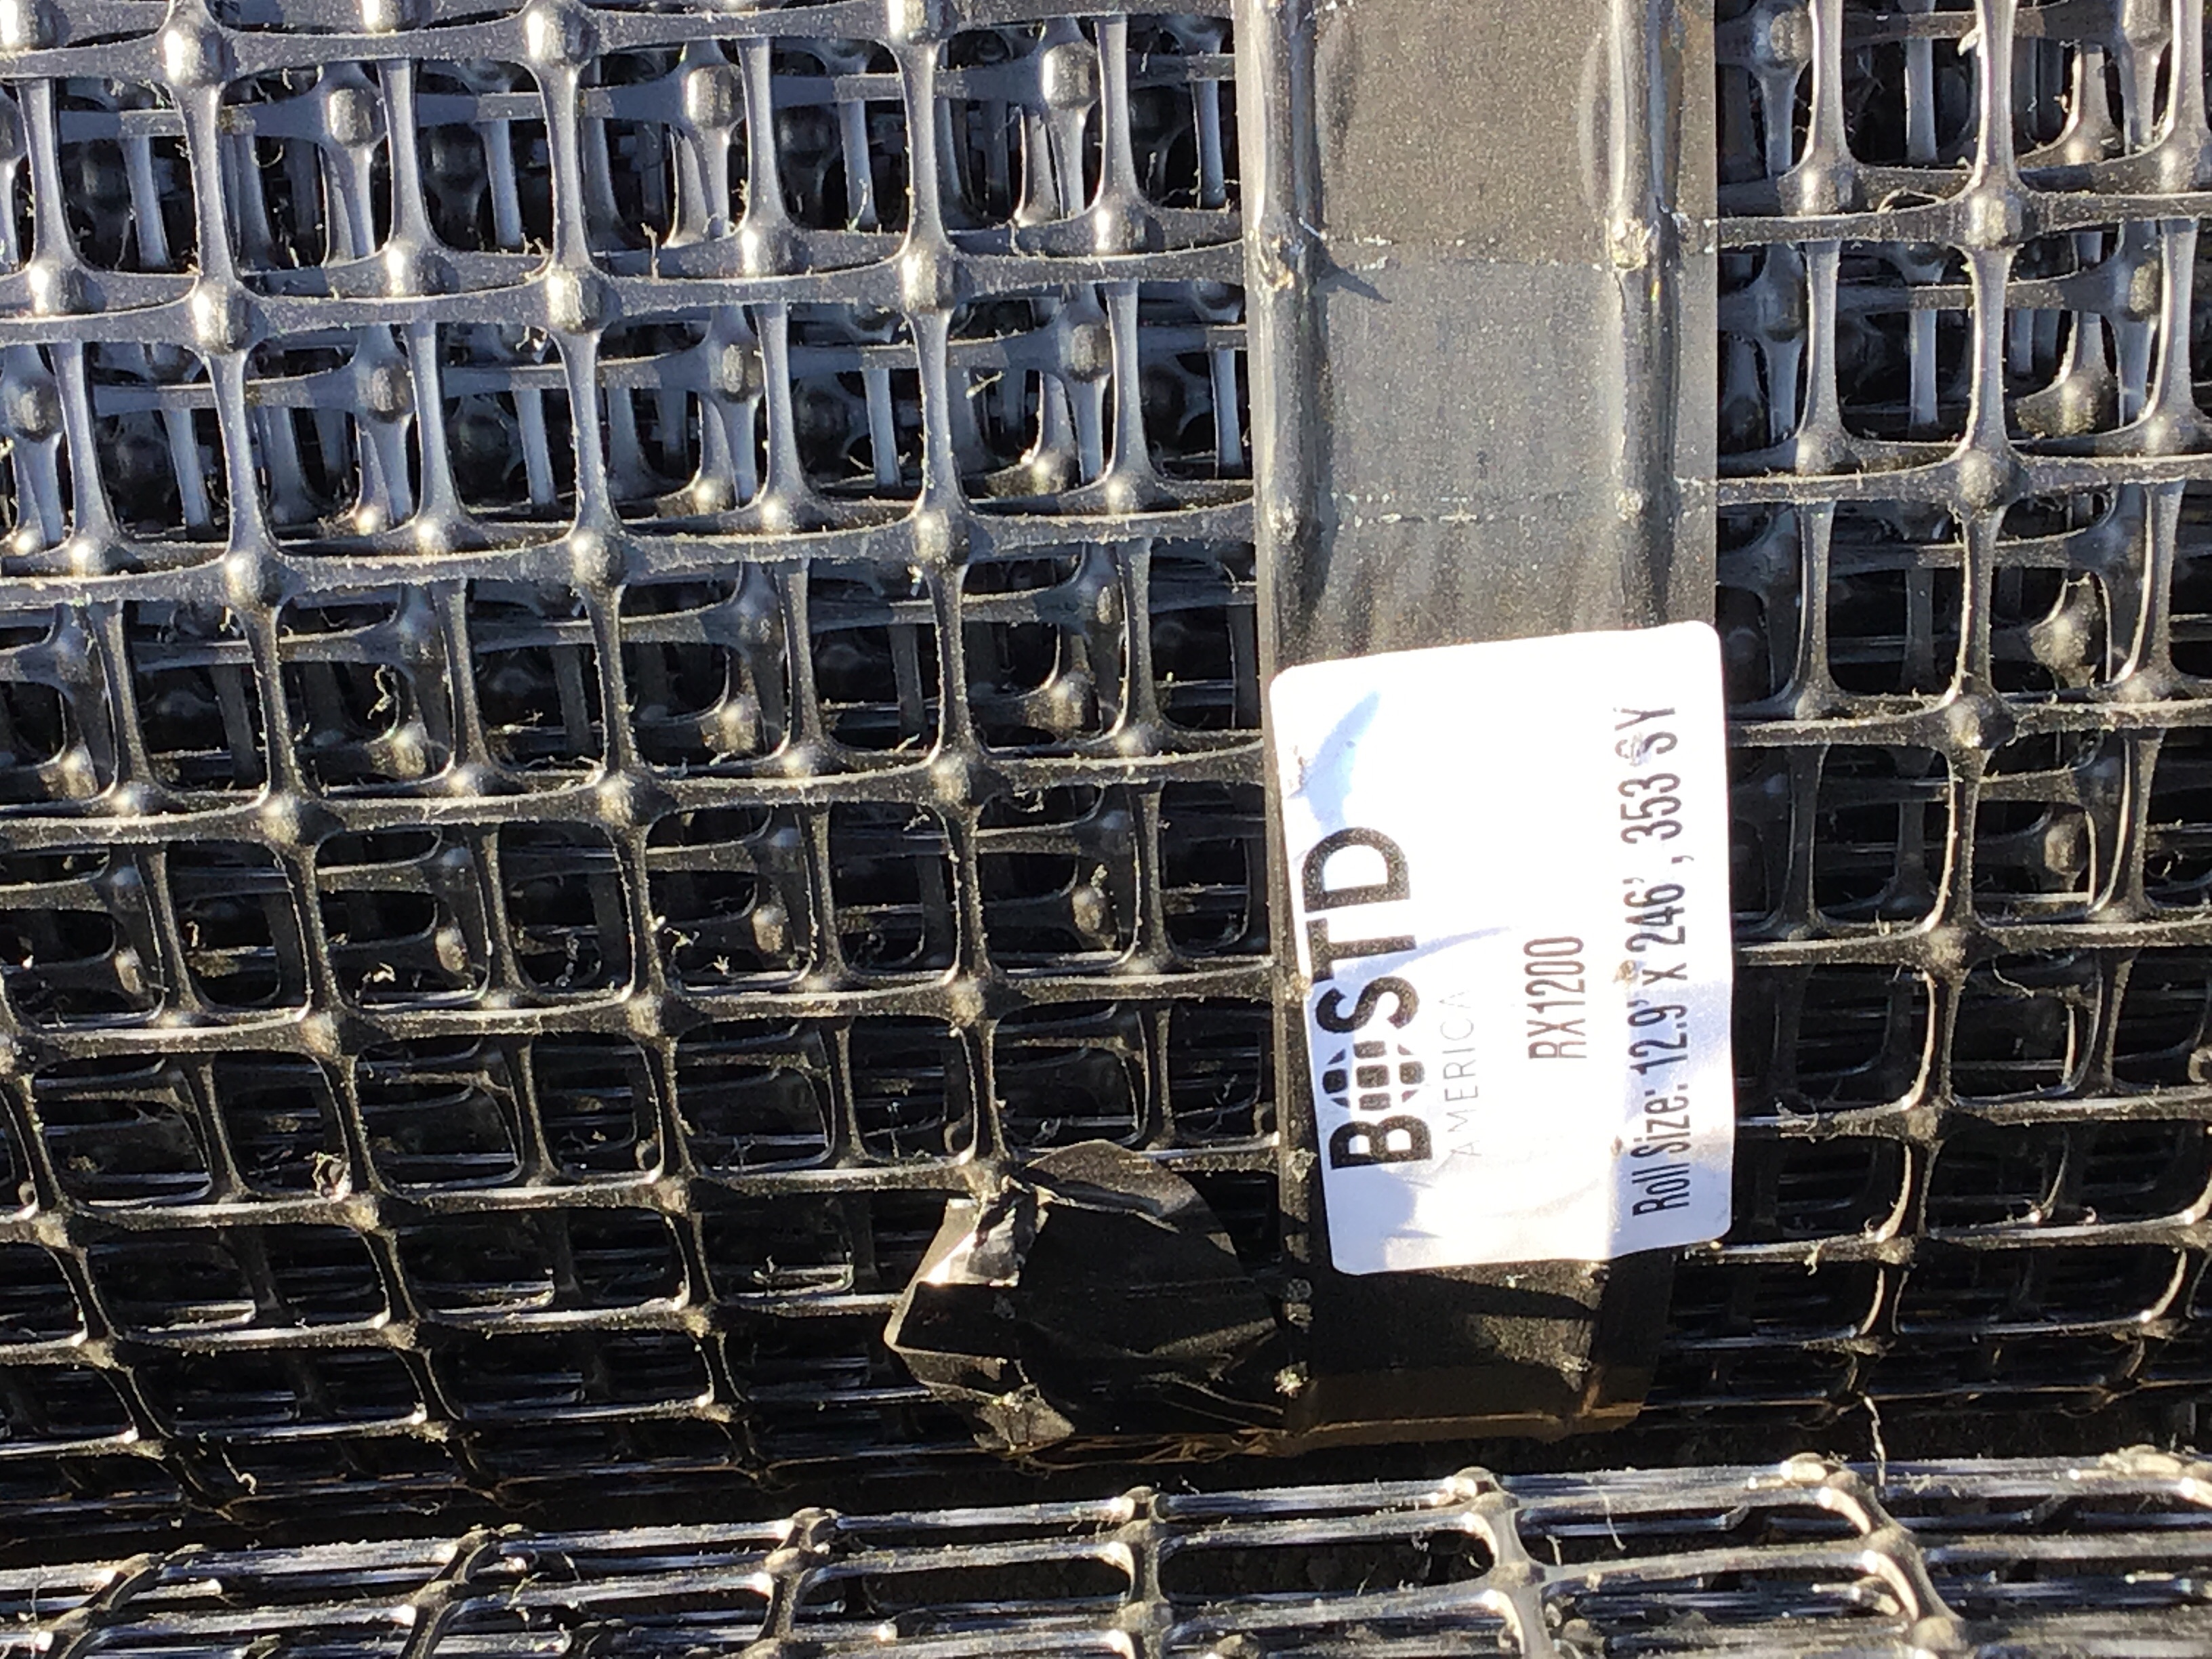 BOSTD
AMERICA
RX1200
Roll Size: 12.9' x 246', 353 SY